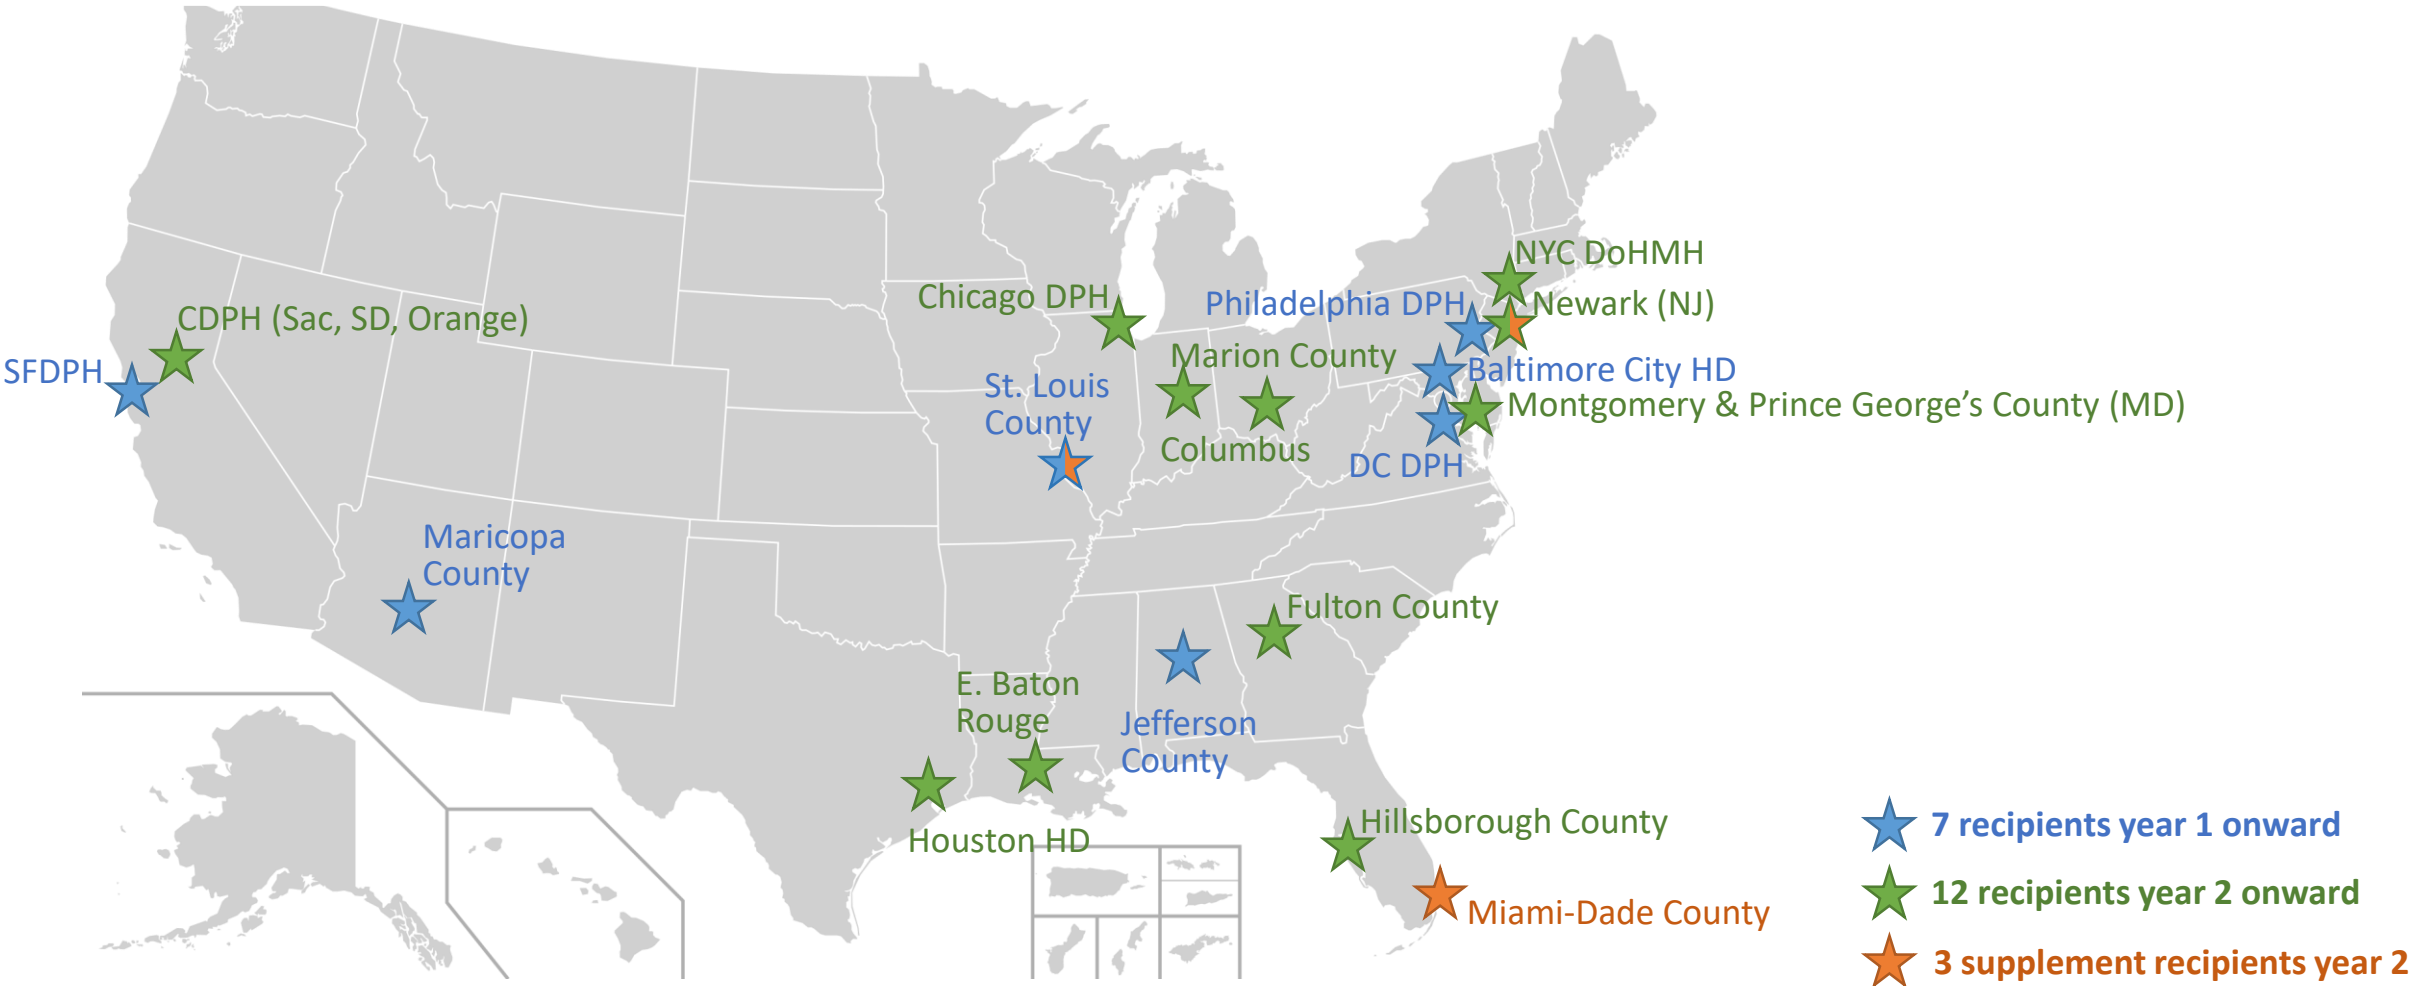 NYC DoHMH
Chicago DPH
Philadelphia DPH
Newark (NJ)
CDPH (Sac, SD, Orange)
Marion County
SFDPH
St. Louis
County
Baltimore City HD
Montgomery & Prince George’s County (MD)
Columbus
DC DPH
Maricopa
County
Fulton County
E. Baton
Rouge
Jefferson
County
Houston HD
Hillsborough County
Miami-Dade County
7 recipients year 1 onward
12 recipients year 2 onward
3 supplement recipients year 2